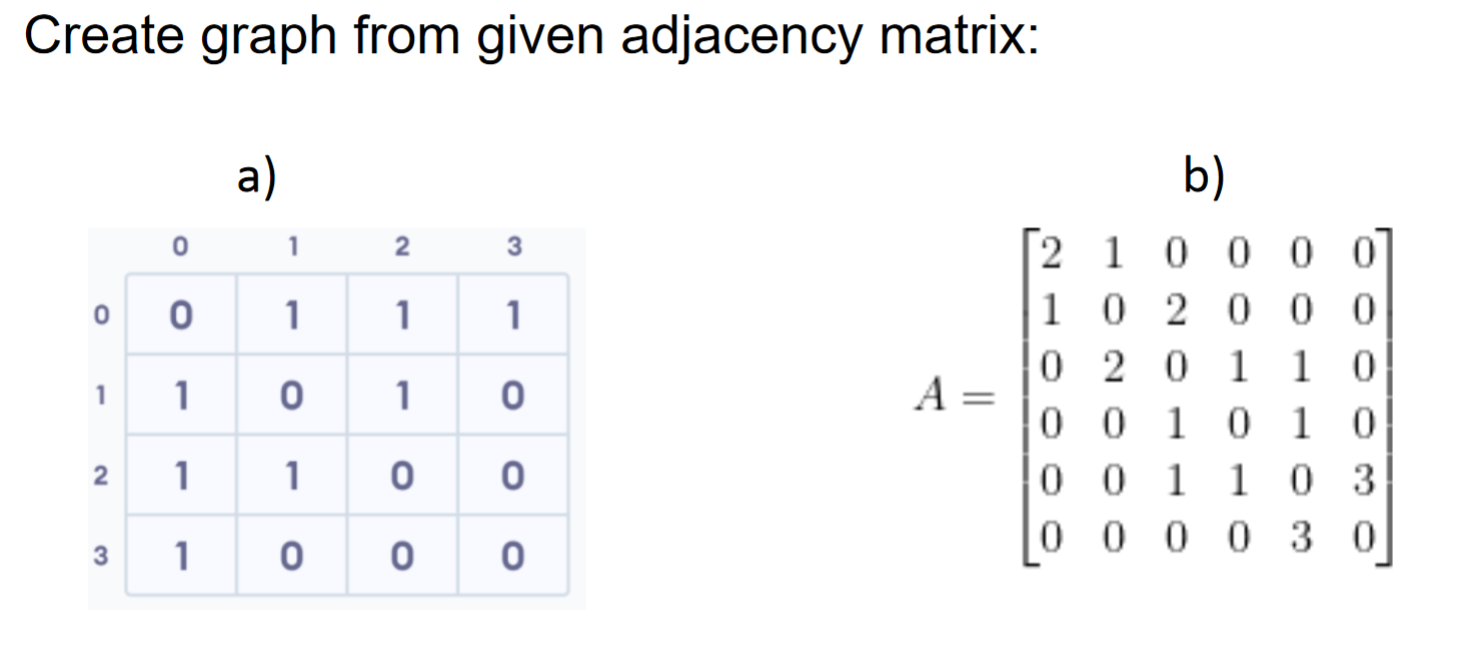 Create graph from given adjacency matrix:
a)
0 1 2 3
0 0 1 1 1
1 1 0 1 0
2 1 1 0 0
3 1 0 0 0
b)
A =
2 1 0 0 0 0
1 0 2 0 0 0
0 2 0 1 1 0
0 0 1 0 1 0
0 0 1 1 0 3
0 0 0 0 3 0